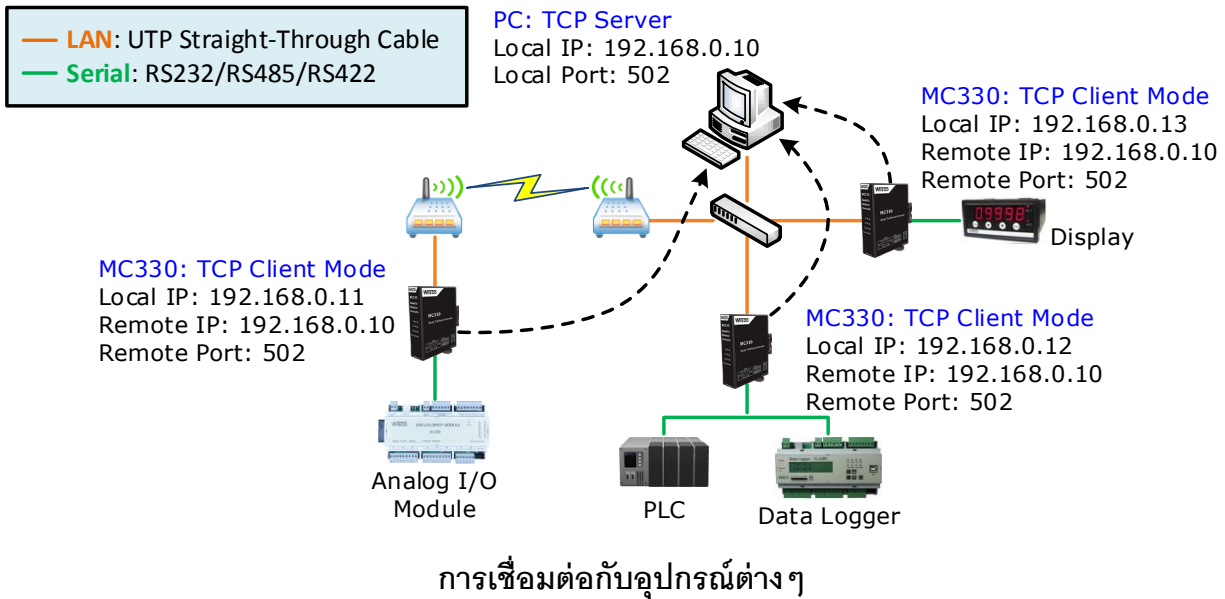 LAN: UTP Straight-Through Cable
Serial: RS232/RS485/RS422
PC: TCP Server
Local IP: 192.168.0.10
Local Port: 502
MC330: TCP Client Mode
Local IP: 192.168.0.13
Remote IP: 192.168.0.10
Remote Port: 502
Display
MC330: TCP Client Mode
Local IP: 192.168.0.11
Remote IP: 192.168.0.10
Remote Port: 502
MC330: TCP Client Mode
Local IP: 192.168.0.12
Remote IP: 192.168.0.10
Remote Port: 502
Analog I/O
Module
PLC
Data Logger
การเชื่อมต่อกับอุปกรณ์ต่างๆ